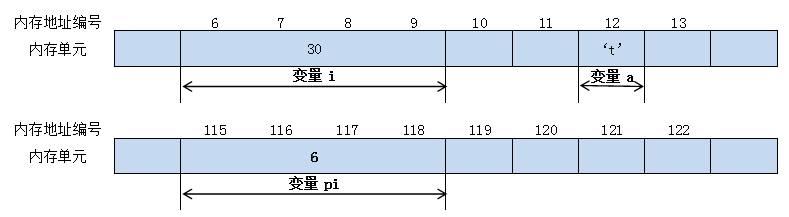 内存地址编号 6 7 8 9 10 11 12 13
内存单元 30 ‘t’
变量 i 变量 a
内存地址编号 115 116 117 118 119 120 121 122
内存单元 6
变量 pi